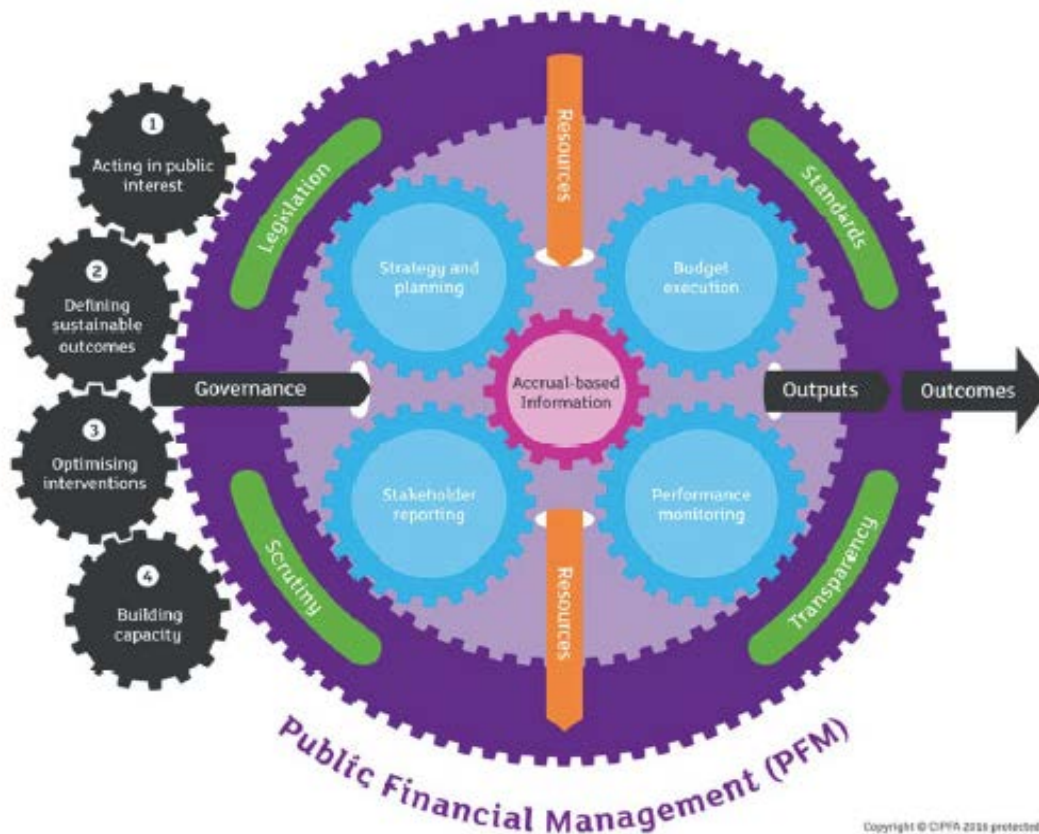 1
Acting in public
interest
2
Defining
sustainable
outcomes
3
Optimising
interventions
4
Building
capacity
Legislation
Resources
Standards
Strategy and
planning
Budget
execution
Governance
Accrual-based
Information
Outputs
Outcomes
Stakeholder
reporting
Performance
monitoring
Scrutiny
Resources
Transparency
Public Financial Management (PFM)
Copyright © CIPFA 2016 protected